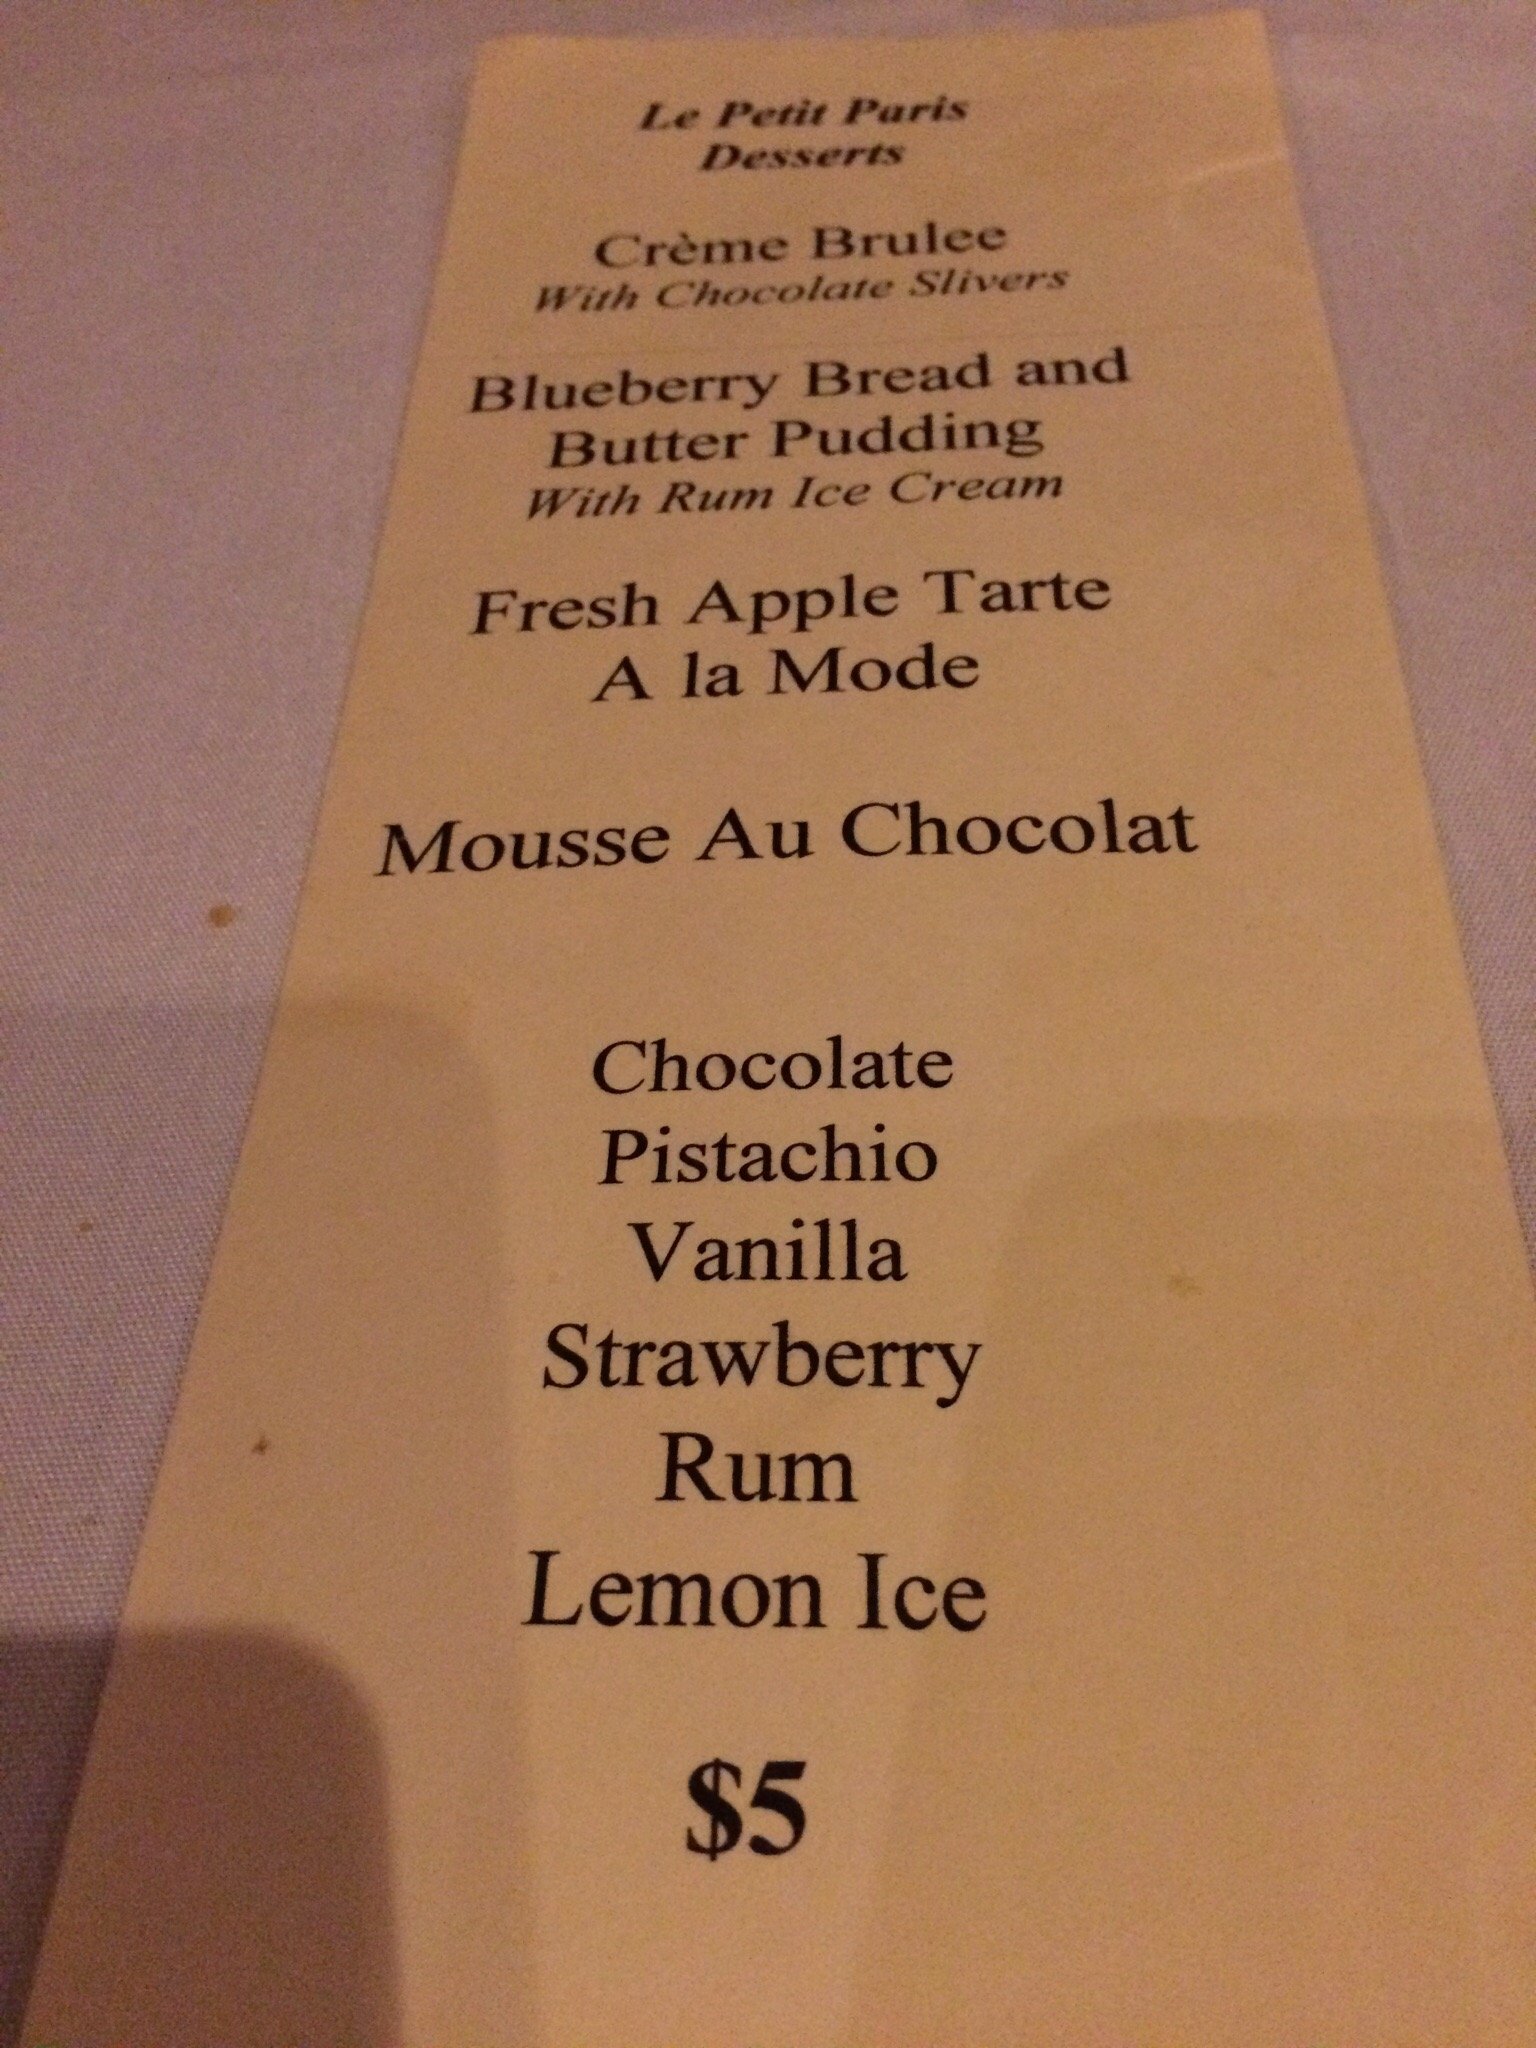 Le Petit Paris
Desserts
Crème Brulee
With Chocolate Slivers
Blueberry Bread and
Butter Pudding
With Rum Ice Cream
Fresh Apple Tarte
A la Mode
Mousse Au Chocolat
Chocolate
Pistachio
Vanilla
Strawberry
Rum
Lemon Ice
$5